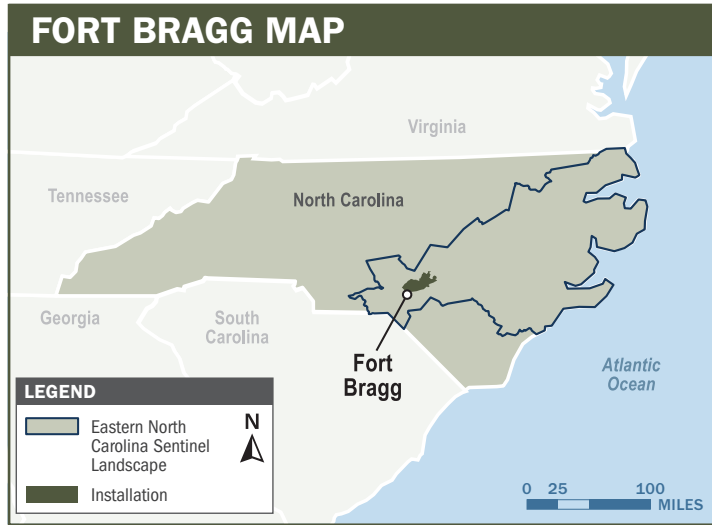 FORT BRAGG MAP
Virginia
Tennessee
North Carolina
Georgia
South
Carolina
Fort
Bragg
Atlantic
Ocean
LEGEND
Eastern North
Carolina Sentinel
Landscape
Installation
N
0 25 100
MILES